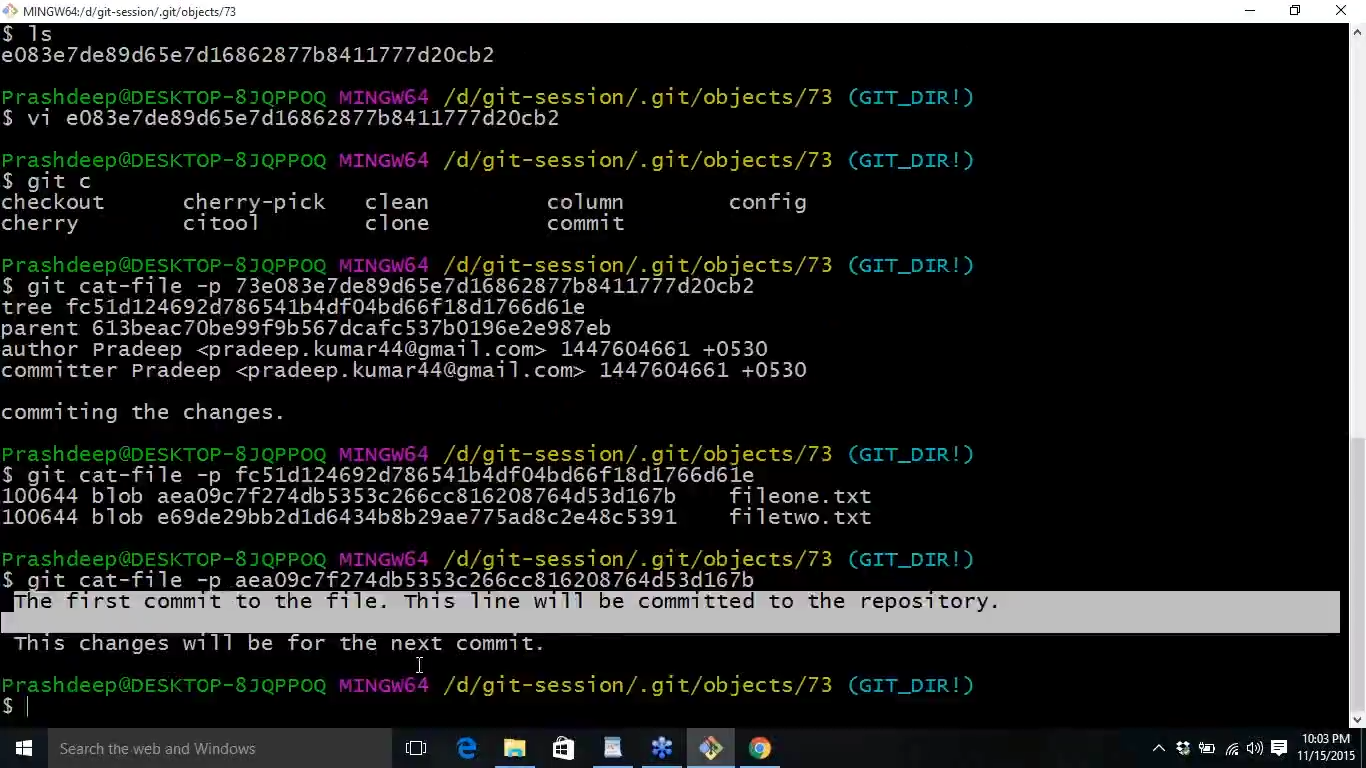 MINGW64:/d/git-session/.git/objects/73
$ ls
e083e7de89d65e7d16862877b8411777d20cb2
Prashdeep@DESKTOP-8JQPPOQ MINGW64 /d/git-session/.git/objects/73 (GIT_DIR!)
$ vi e083e7de89d65e7d16862877b8411777d20cb2
Prashdeep@DESKTOP-8JQPPOQ MINGW64 /d/git-session/.git/objects/73 (GIT_DIR!)
$ git c
checkout cherry-pick clean column config
cherry citool clone commit
Prashdeep@DESKTOP-8JQPPOQ MINGW64 /d/git-session/.git/objects/73 (GIT_DIR!)
$ git cat-file -p 73e083e7de89d65e7d16862877b8411777d20cb2
tree fc51d124692d786541b4df04bd66f18d1766d61e
parent 613beac70be99f9b567dcafc537b0196e2e987eb
author Pradeep <pradeep.kumar44@gmail.com> 1447604661 +0530
committer Pradeep <pradeep.kumar44@gmail.com> 1447604661 +0530
commiting the changes.
Prashdeep@DESKTOP-8JQPPOQ MINGW64 /d/git-session/.git/objects/73 (GIT_DIR!)
$ git cat-file -p fc51d124692d786541b4df04bd66f18d1766d61e
100644 blob aea09c7f274db5353c266cc816208764d53d167b fileone.txt
100644 blob e69de29bb2d1d6434b8b29ae775ad8c2e48c5391 filetwo.txt
Prashdeep@DESKTOP-8JQPPOQ MINGW64 /d/git-session/.git/objects/73 (GIT_DIR!)
$ git cat-file -p aea09c7f274db5353c266cc816208764d53d167b
The first commit to the file. This line will be committed to the repository.
This changes will be for the next commit.
Prashdeep@DESKTOP-8JQPPOQ MINGW64 /d/git-session/.git/objects/73 (GIT_DIR!)
$
Search the web and Windows
10:03 PM
11/15/2015